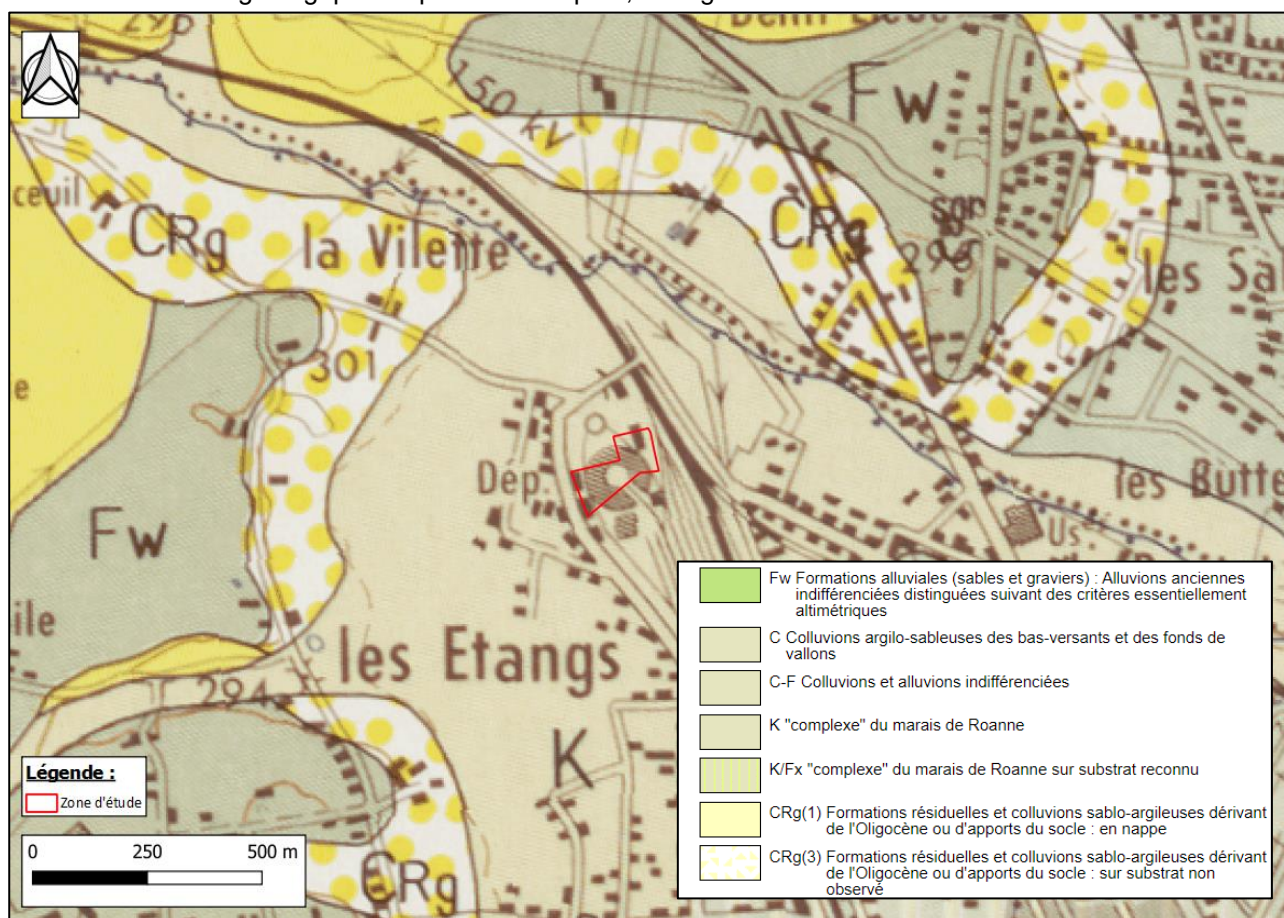 150 kV
Fw
ceuil
CRg
la Vilette
CRg
sgr
296
les Sa
301
e
Dép.
les Butte
Us.
Fw
ile
les Etangs
294
K
CRg
Fw Formations alluviales (sables et graviers) : Alluvions anciennes
indifférenciées distinguées suivant des critères essentiellement
altimétriques
C Colluvions argilo-sableuses des bas-versants et des fonds de
vallons
C-F Colluvions et alluvions indifférenciées
K "complexe" du marais de Roanne
K/Fx "complexe" du marais de Roanne sur substrat reconnu
CRg(1) Formations résiduelles et colluvions sablo-argileuses dérivant
de l'Oligocène ou d'apports du socle : en nappe
CRg(3) Formations résiduelles et colluvions sablo-argileuses dérivant
de l'Oligocène ou d'apports du socle : sur substrat non
observé
Légende :
Zone d'étude
0 250 500 m